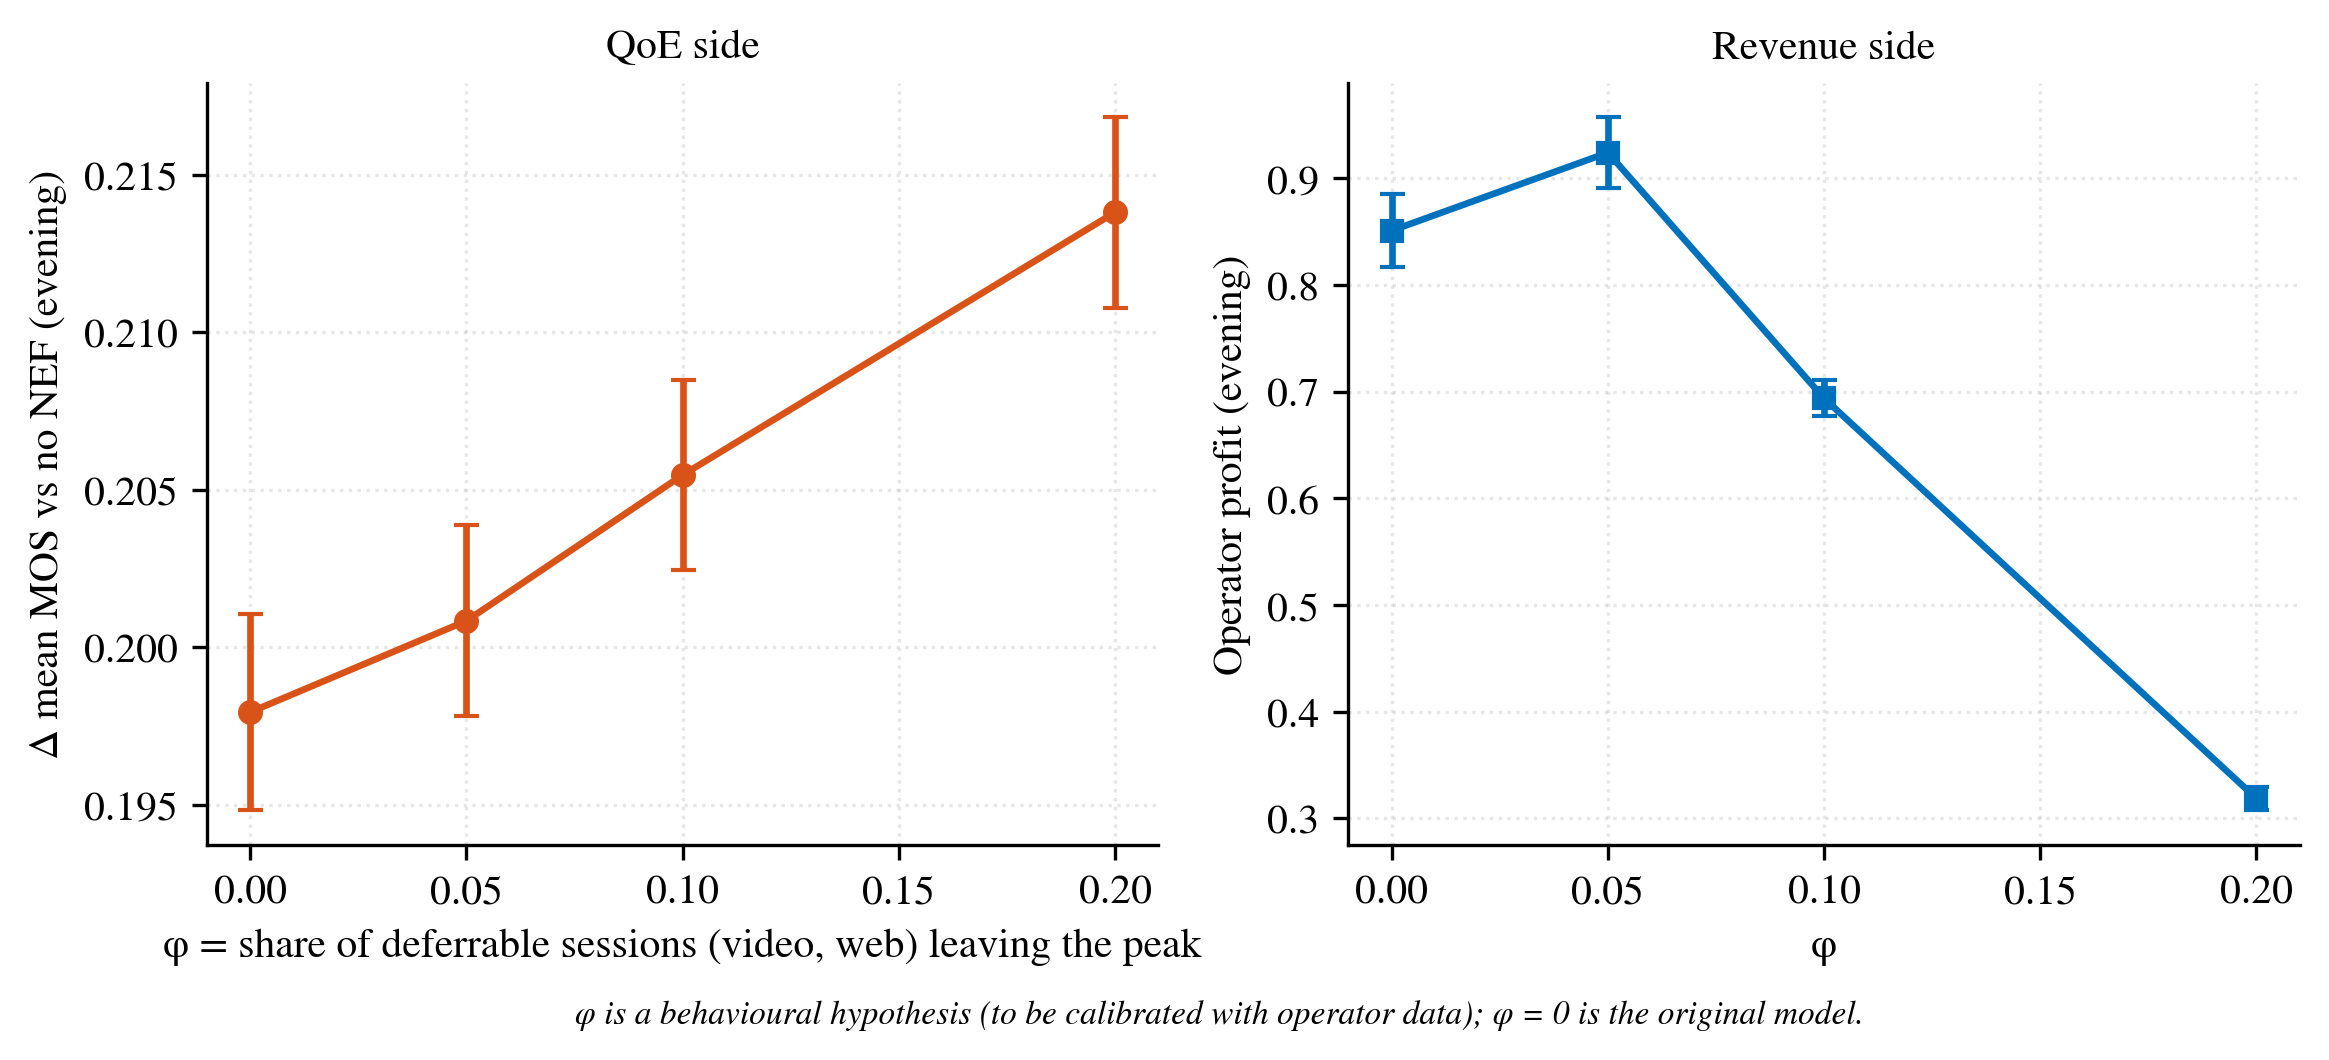 QoE side
Δ mean MOS vs no NEF (evening)
0.215
0.210
0.205
0.200
0.195
0.00 0.05 0.10 0.15 0.20
φ = share of deferrable sessions (video, web) leaving the peak
Revenue side
Operator profit (evening)
0.9
0.8
0.7
0.6
0.5
0.4
0.3
0.00 0.05 0.10 0.15 0.20
φ
φ is a behavioural hypothesis (to be calibrated with operator data); φ = 0 is the original model.